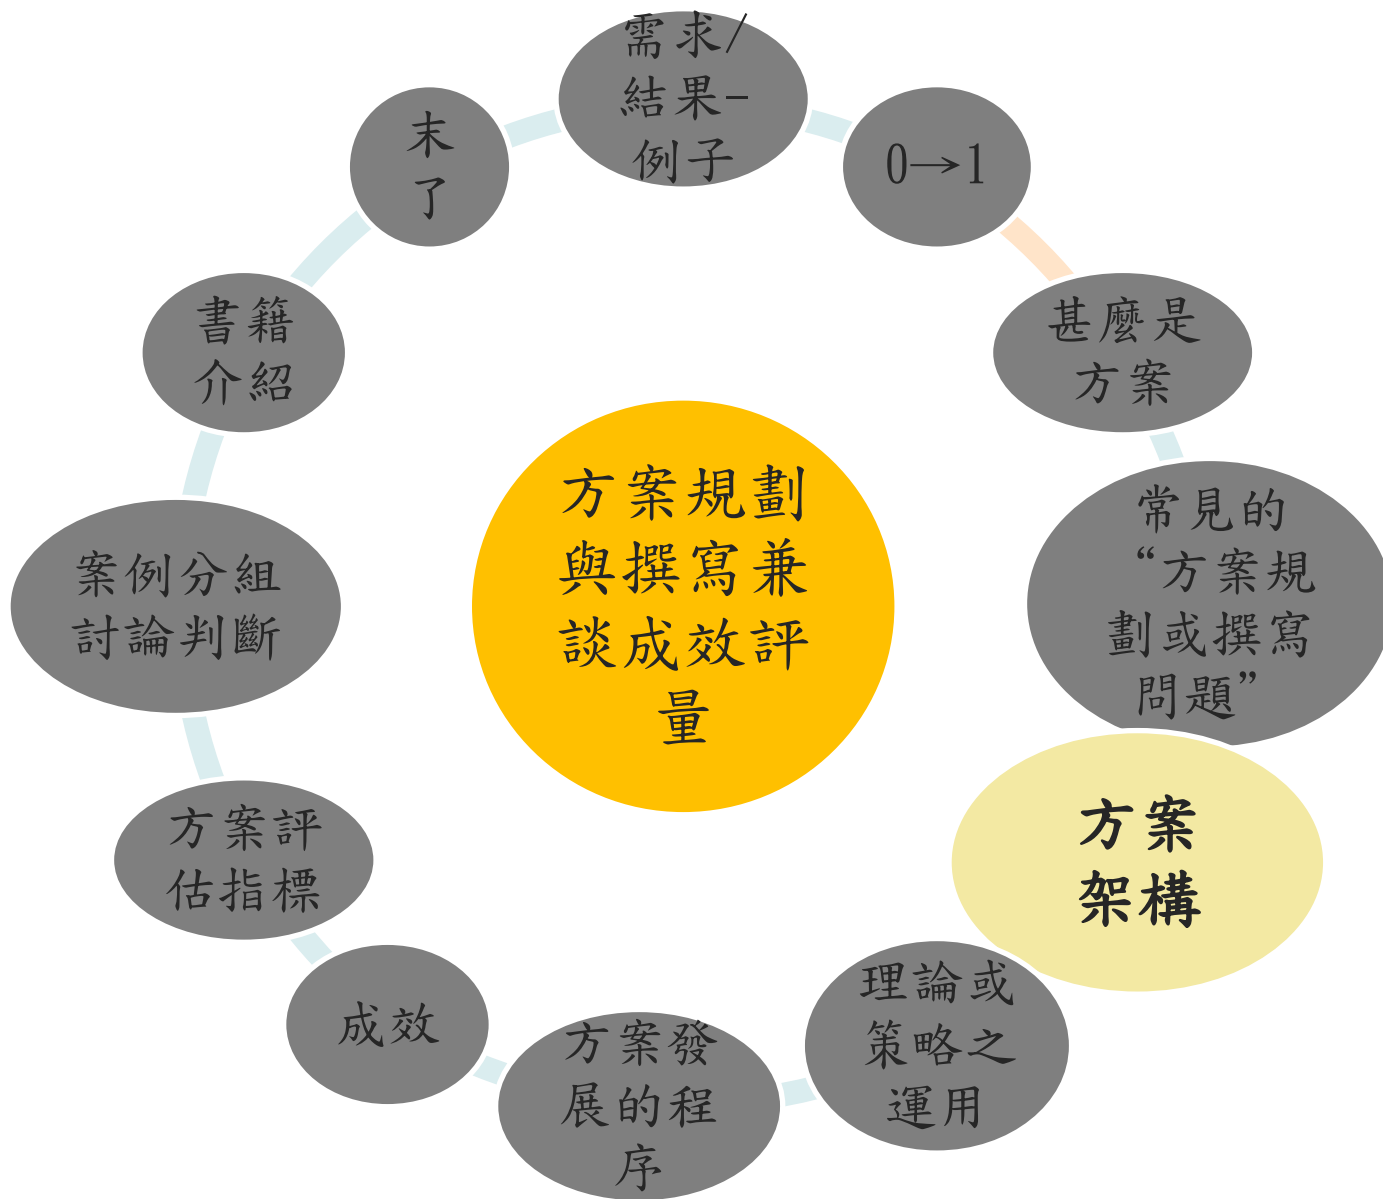 需求/
結果-
例子
0→1
甚麼是
方案
常見的
“方案規
劃或撰寫
問題”
方案
架構
理論或
策略之
運用
方案發
展的程
序
成效
方案評
估指標
案例分組
討論判斷
書籍
介紹
末
了
方案規劃
與撰寫兼
談成效評
量